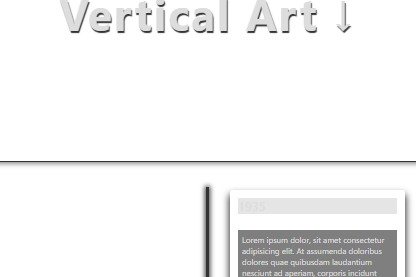 Vertical Art ↓
1935
Lorem ipsum dolor, sit amet consectetur
adipisicing elit. At assumenda doloribus
dolores quae quibusdam laudantium
nesciunt ad aperiam, corporis incidunt